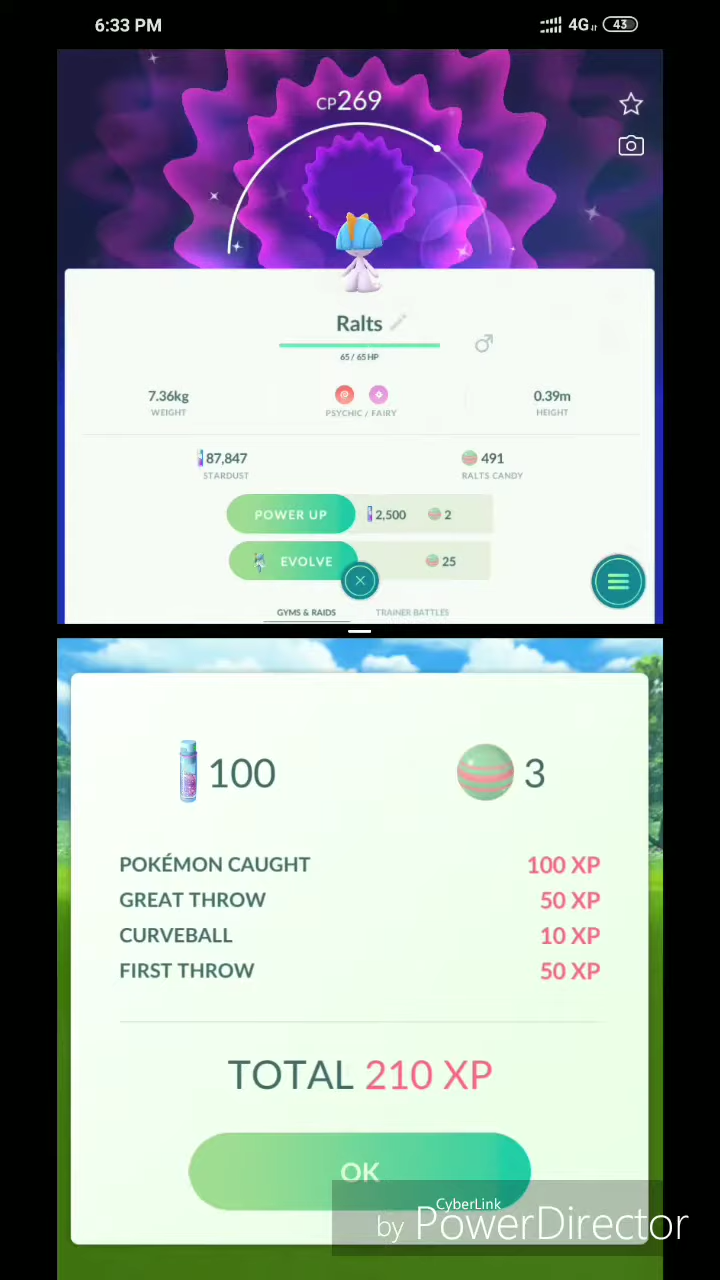 6:33 PM 4G 43
CP269
Ralts
65 / 65 HP
7.36kg 0.39m
WEIGHT PSYCHIC / FAIRY HEIGHT
87,847 491
STARDUST RALTS CANDY
POWER UP 2,500 2
EVOLVE 25
GYMS & RAIDS TRAINER BATTLES
100 3
POKÉMON CAUGHT 100 XP
GREAT THROW 50 XP
CURVEBALL 10 XP
FIRST THROW 50 XP
TOTAL 210 XP
OK
CyberLink
by PowerDirector